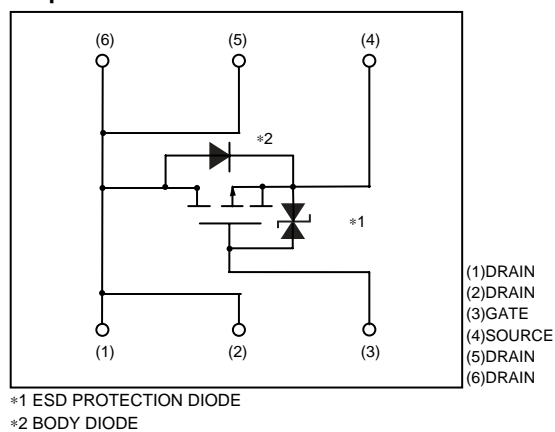 (6) (5) (4)
∗2
∗1
(1) (2) (3)
(1)DRAIN
(2)DRAIN
(3)GATE
(4)SOURCE
(5)DRAIN
(6)DRAIN
∗1 ESD PROTECTION DIODE
∗2 BODY DIODE